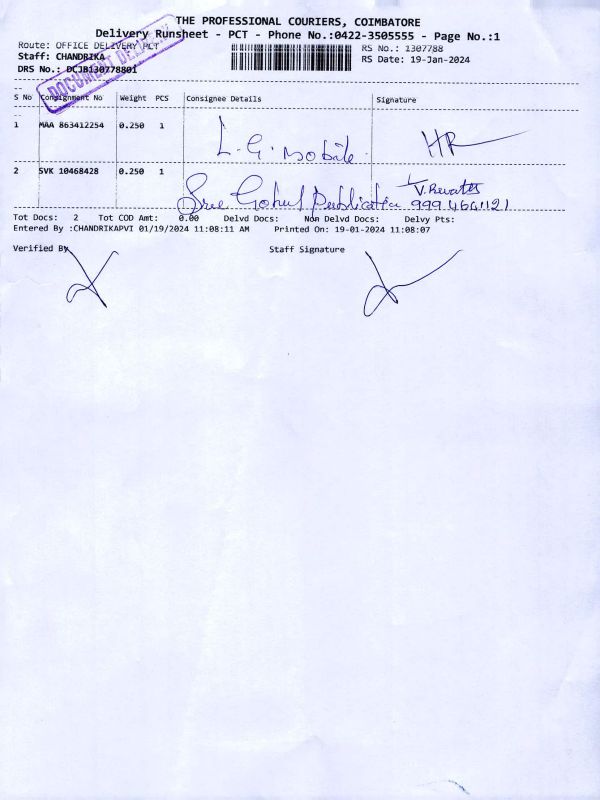 THE PROFESSIONAL COURIERS, COIMBATORE
Delivery Runsheet - PCT - Phone No.:0422-3505555 - Page No.:1
Route: OFFICE DELIVERY PCT
RS No.: 1307788
Staff: CHANDRIKA
RS Date: 19-Jan-2024
DRS No.: DCJB130778801
DOCUMENT
S No Consignment No Weight PCS Consignee Details Signature
1 MAA 863412254 0.250 1 L.G. mobile. HR
2 SVK 10468428 0.250 1 Sree Gokul Publication V. Revathi
Tot Docs: 2 Tot COD Amt: 0.00 Delvd Docs: Non Delvd Docs: Delvy Pts:
Entered By :CHANDRIKAPVI 01/19/2024 11:08:11 AM Printed On: 19-01-2024 11:08:07
Verified By Staff Signature